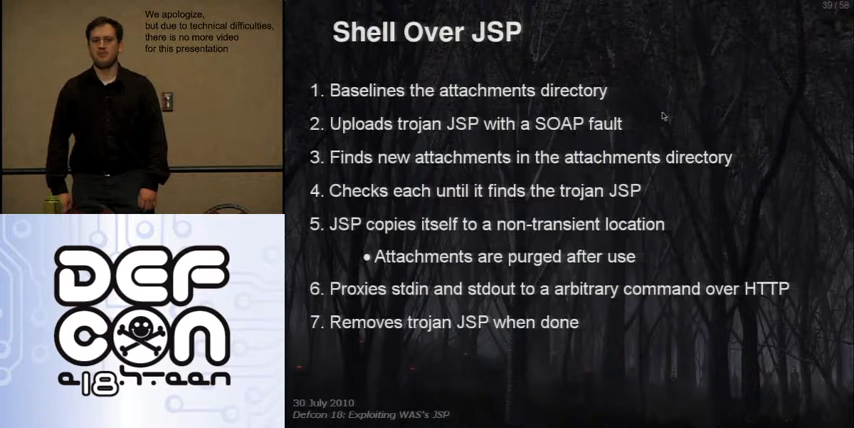 We apologize,
but due to technical difficulties,
there is no more video
for this presentation
39 / 58
Shell Over JSP
1. Baselines the attachments directory
2. Uploads trojan JSP with a SOAP fault
3. Finds new attachments in the attachments directory
4. Checks each until it finds the trojan JSP
5. JSP copies itself to a non-transient location
• Attachments are purged after use
6. Proxies stdin and stdout to a arbitrary command over HTTP
7. Removes trojan JSP when done
DEF
CON
e18hteen
30 July 2010
Defcon 18: Exploiting WAS's JSP